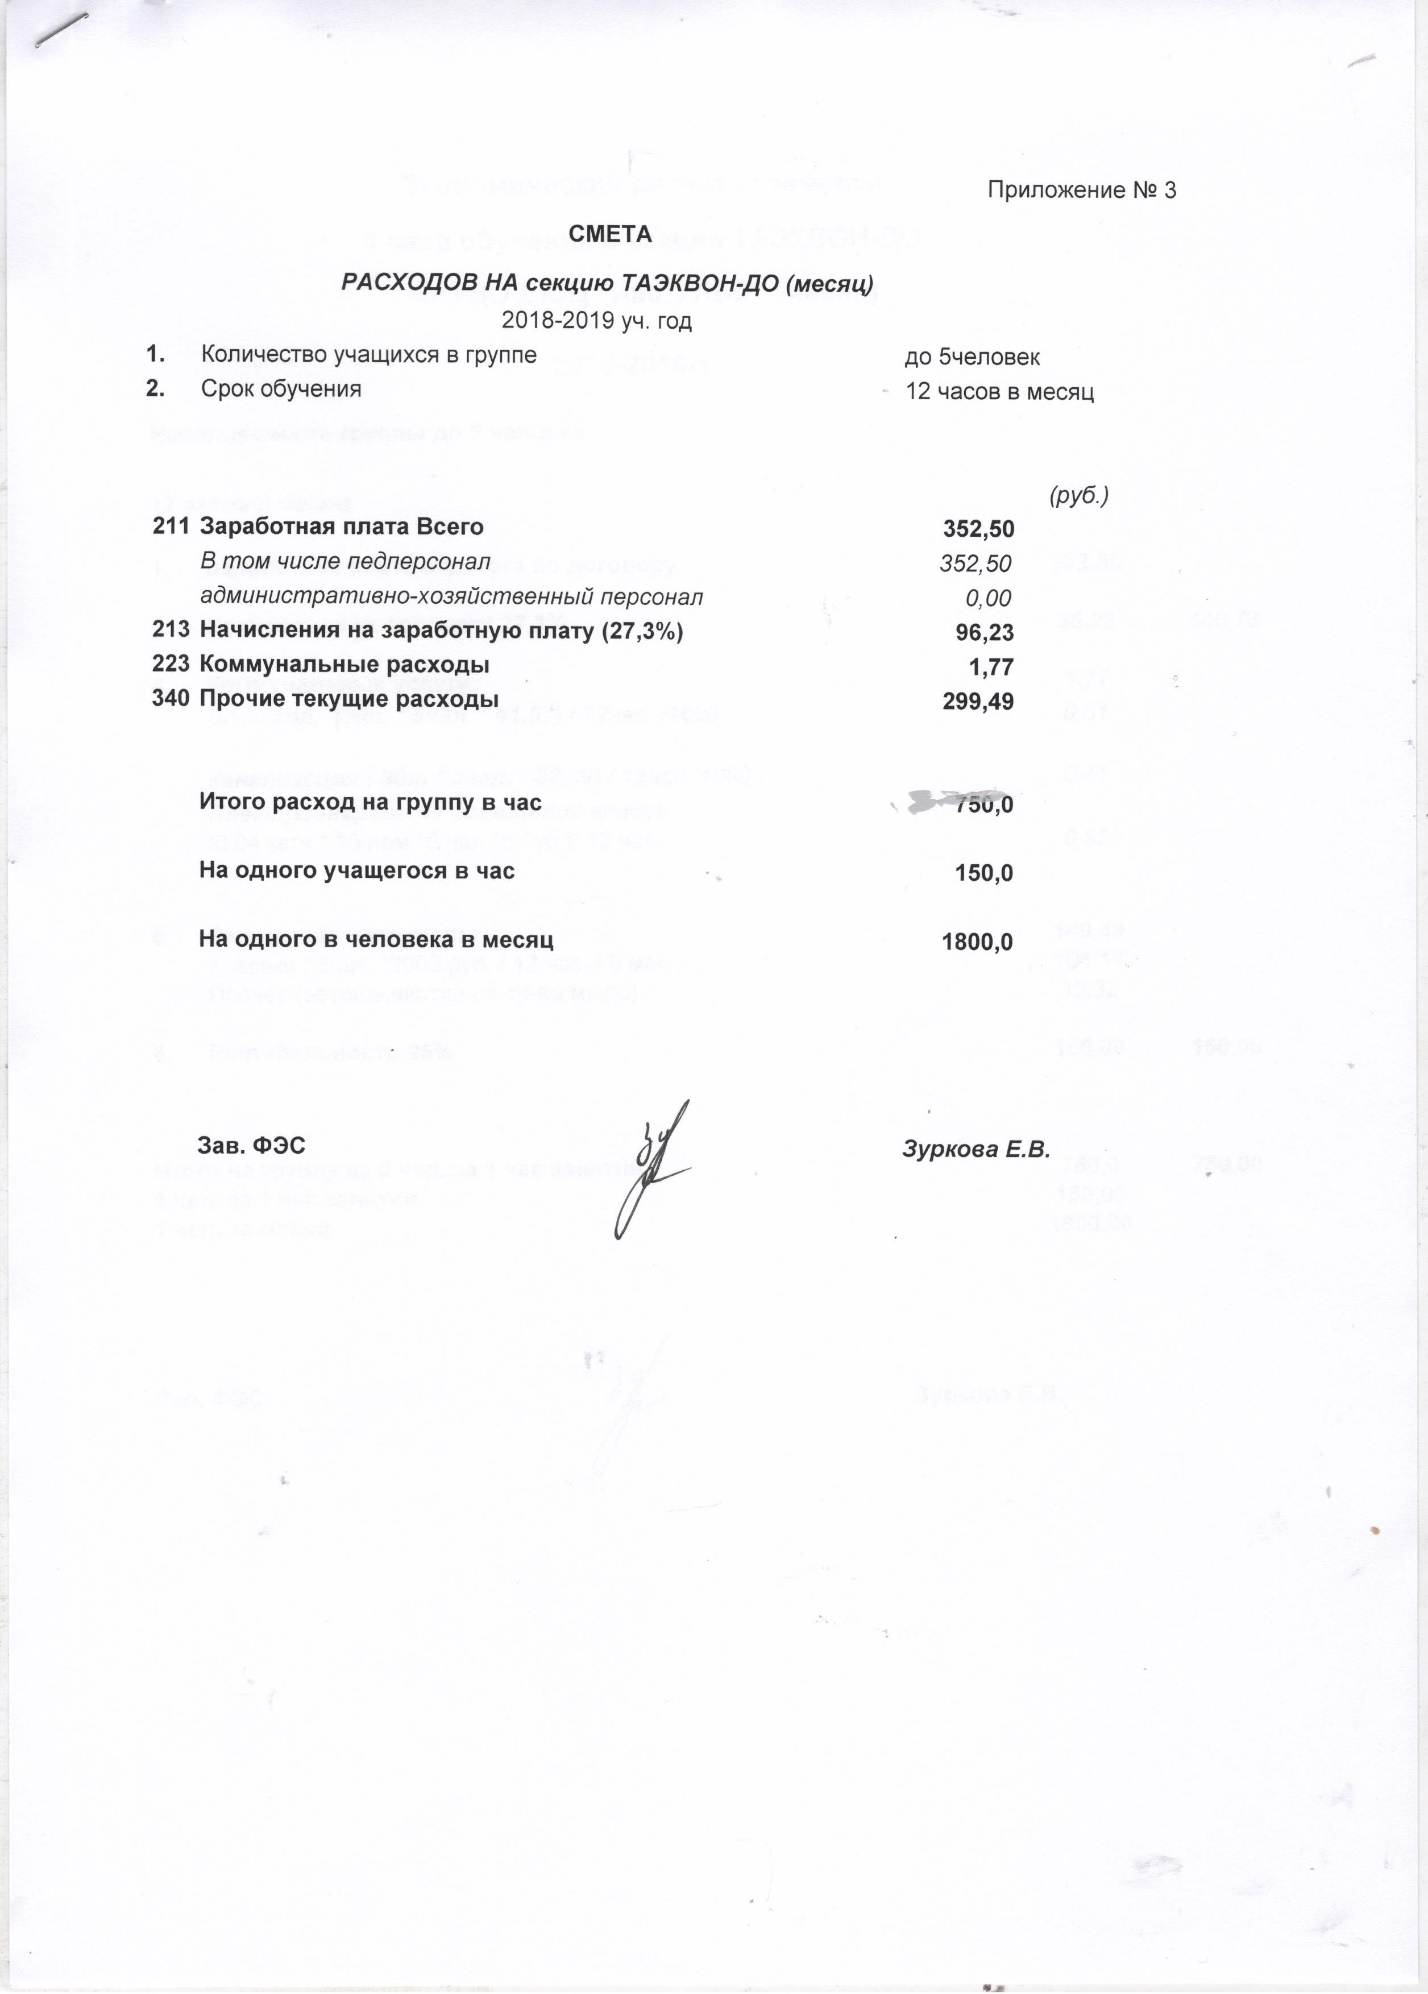 Приложение № 3
СМЕТА
РАСХОДОВ НА секцию ТАЭКВОН-ДО (месяц)
2018-2019 уч. год
1. Количество учащихся в группе до 5человек
2. Срок обучения 12 часов в месяц
(руб.)
211 Заработная плата Всего 352,50
В том числе педперсонал 352,50
административно-хозяйственный персонал 0,00
213 Начисления на заработную плату (27,3%) 96,23
223 Коммунальные расходы 1,77
340 Прочие текущие расходы 299,49
Итого расход на группу в час 750,0
На одного учащегося в час 150,0
На одного в человека в месяц 1800,0
Зав. ФЭС Зуркова Е.В.